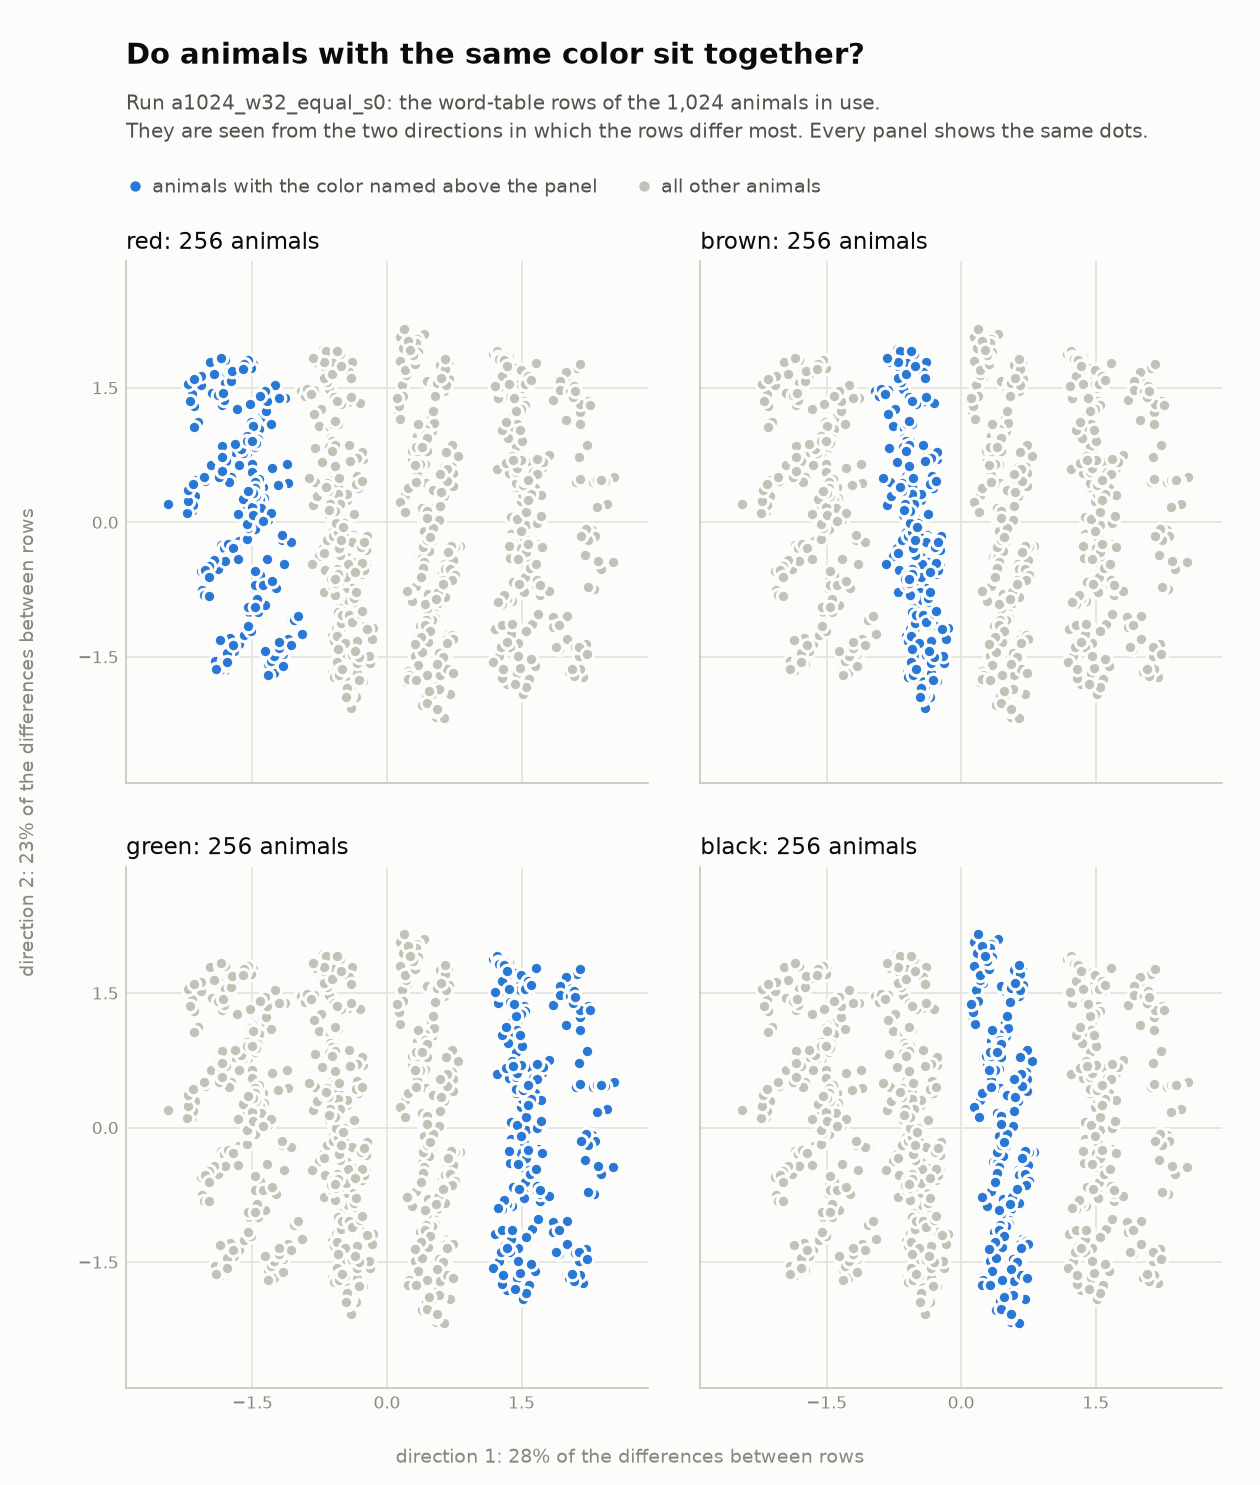 Do animals with the same color sit together?
Run a1024_w32_equal_s0: the word-table rows of the 1,024 animals in use.
They are seen from the two directions in which the rows differ most. Every panel shows the same dots.
animals with the color named above the panel
all other animals
red: 256 animals
brown: 256 animals
1.5
0.0
−1.5
direction 2: 23% of the differences between rows
green: 256 animals
black: 256 animals
1.5
0.0
−1.5
−1.5
0.0
1.5
−1.5
0.0
1.5
direction 1: 28% of the differences between rows